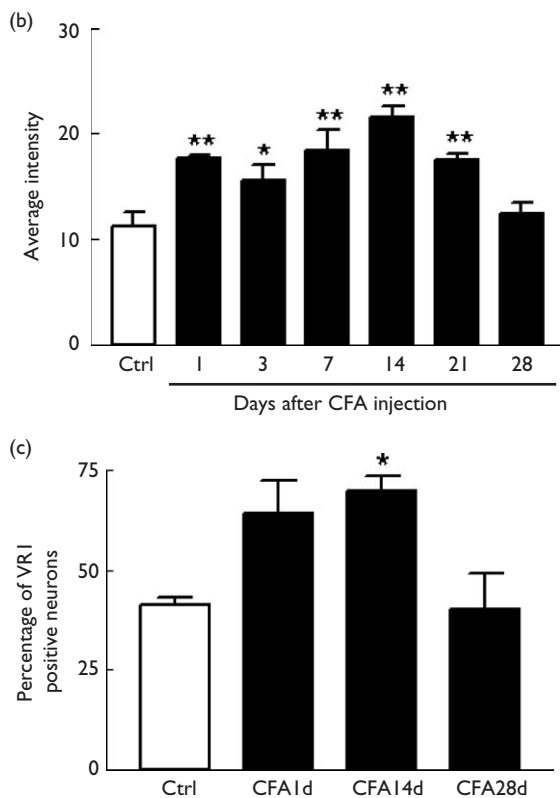 (b)
30
20
10
0
Average intensity
** * ** ** **
Ctrl 1 3 7 14 21 28
Days after CFA injection
(c)
75
50
25
0
Percentage of VR1
positive neurons
*
Ctrl CFA1d CFA14d CFA28d